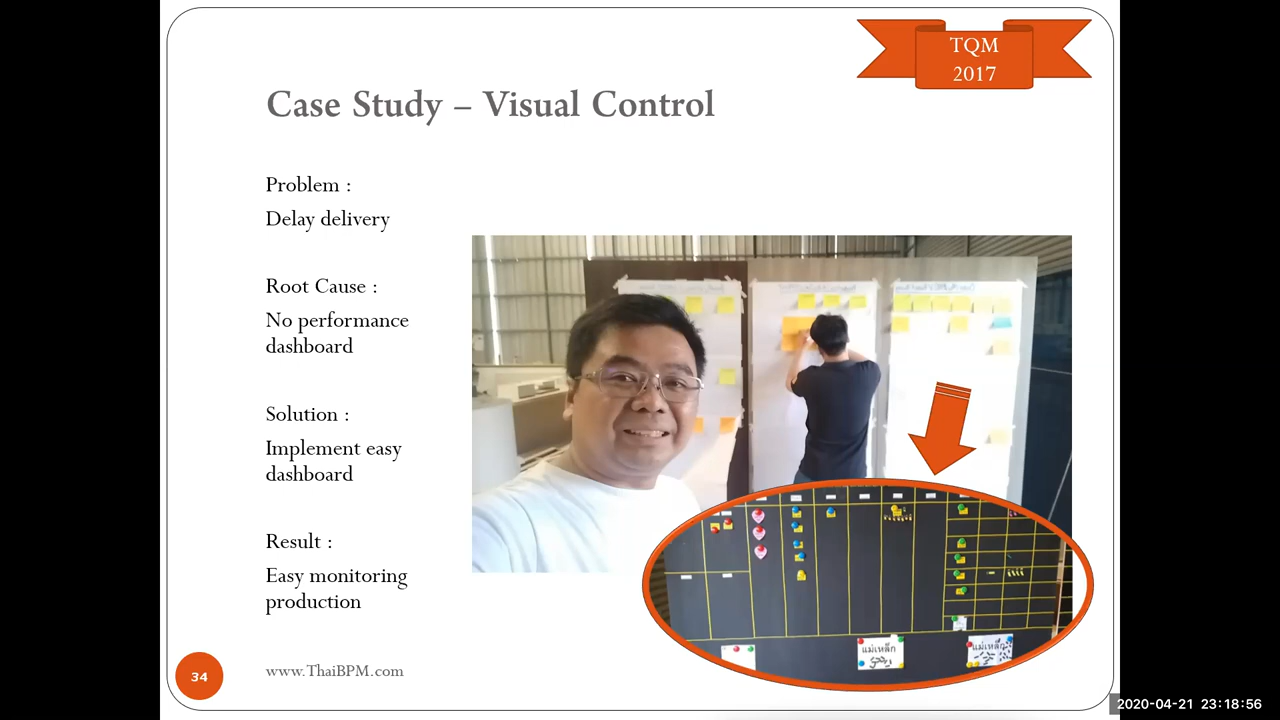 TQM
2017
Case Study – Visual Control
Problem :
Delay delivery
Root Cause :
No performance
dashboard
Solution :
Implement easy
dashboard
Result :
Easy monitoring
production
แม่เหล็ก
แม่เหล็ก
34
www.ThaiBPM.com
2020-04-21 23:18:56